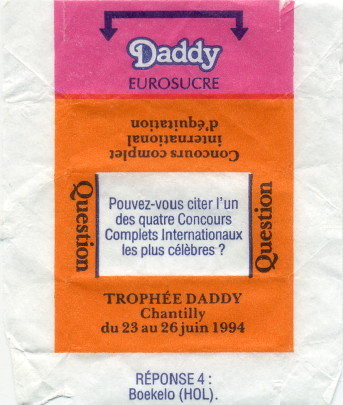 Daddy
EUROSUCRE
Concours complet
international
d'équitation
Question
Pouvez-vous citer l'un
des quatre Concours
Complets Internationaux
les plus célèbres ?
Question
TROPHÉE DADDY
Chantilly
du 23 au 26 juin 1994
RÉPONSE 4 :
Boekelo (HOL).